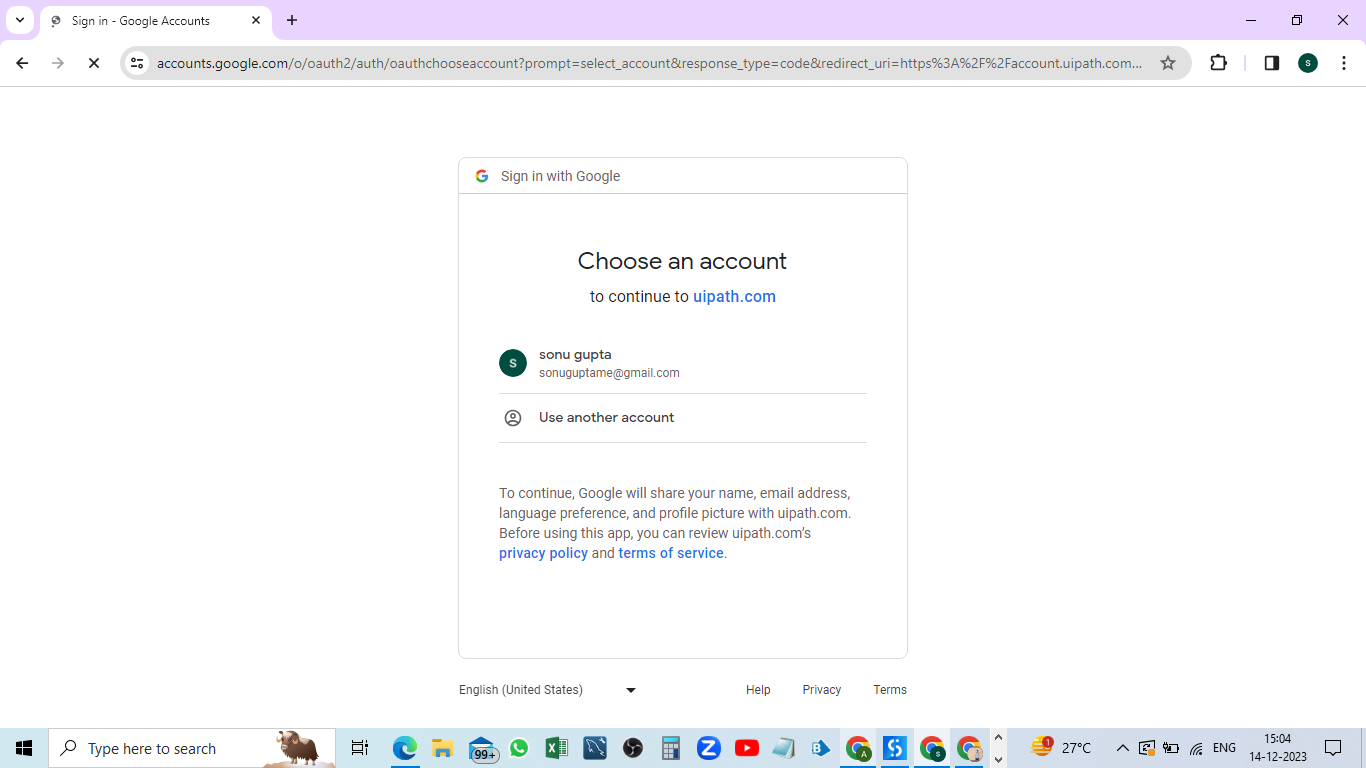 Sign in - Google Accounts
accounts.google.com/o/oauth2/auth/oauthchooseaccount?prompt=select_account&response_type=code&redirect_uri=https%3A%2F%2Faccount.uipath.com...
S
Sign in with Google
Choose an account
to continue to uipath.com
S
sonu gupta
sonuguptame@gmail.com
Use another account
To continue, Google will share your name, email address,
language preference, and profile picture with uipath.com.
Before using this app, you can review uipath.com's
privacy policy and terms of service.
English (United States)
Help
Privacy
Terms
Type here to search
99+
A
S
1
27°C
ENG
15:04
14-12-2023